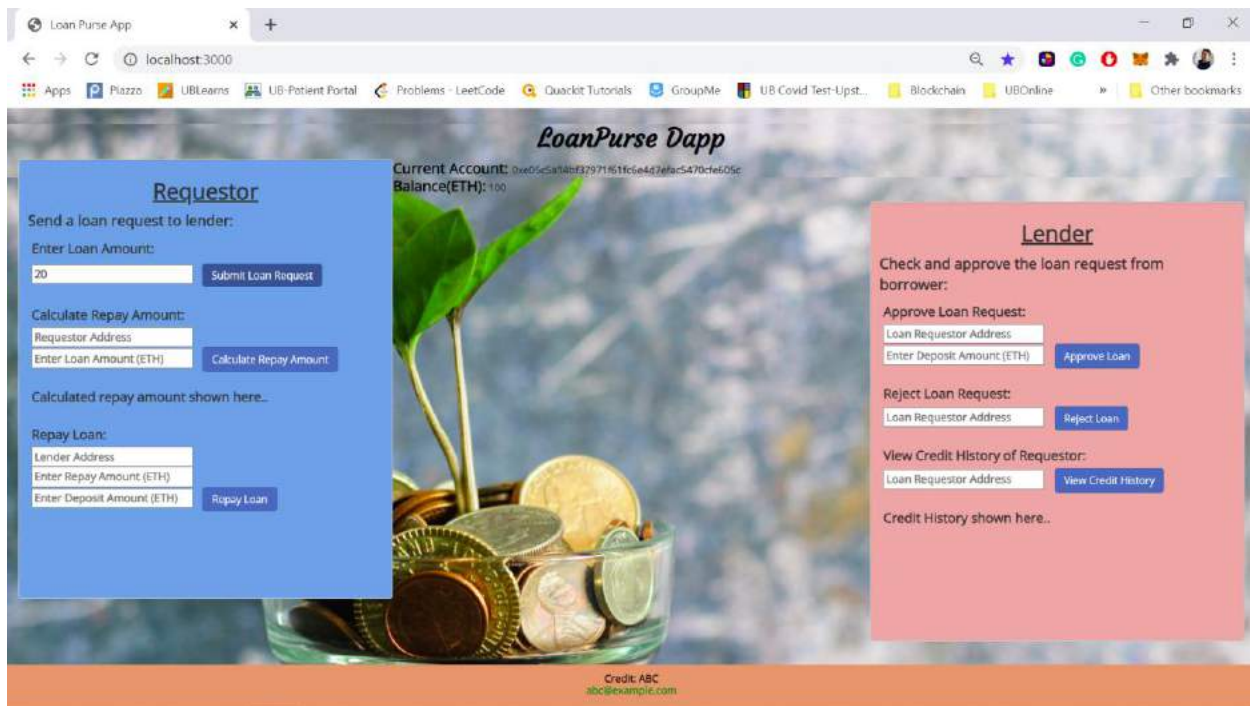 Loan Purse App
localhost:3000
Apps Piazza UBLearns UB-Patient Portal Problems - LeetCode Quackit Tutorials GroupMe UB Covid Test-Upst... Blockchain UBOnline » Other bookmarks
LoanPurse Dapp
Current Account:
Balance(ETH): 100
Requestor
Send a loan request to lender:
Enter Loan Amount:
20 Submit Loan Request
Calculate Repay Amount:
Requestor Address
Enter Loan Amount (ETH) Calculate Repay Amount
Calculated repay amount shown here..
Repay Loan:
Lender Address
Enter Repay Amount (ETH)
Enter Deposit Amount (ETH) Repay Loan
Lender
Check and approve the loan request from
borrower:
Approve Loan Request:
Loan Requestor Address
Enter Deposit Amount (ETH) Approve Loan
Reject Loan Request:
Loan Requestor Address Reject Loan
View Credit History of Requestor:
Loan Requestor Address View Credit History
Credit History shown here..
Credit: ABC
abc@example.com